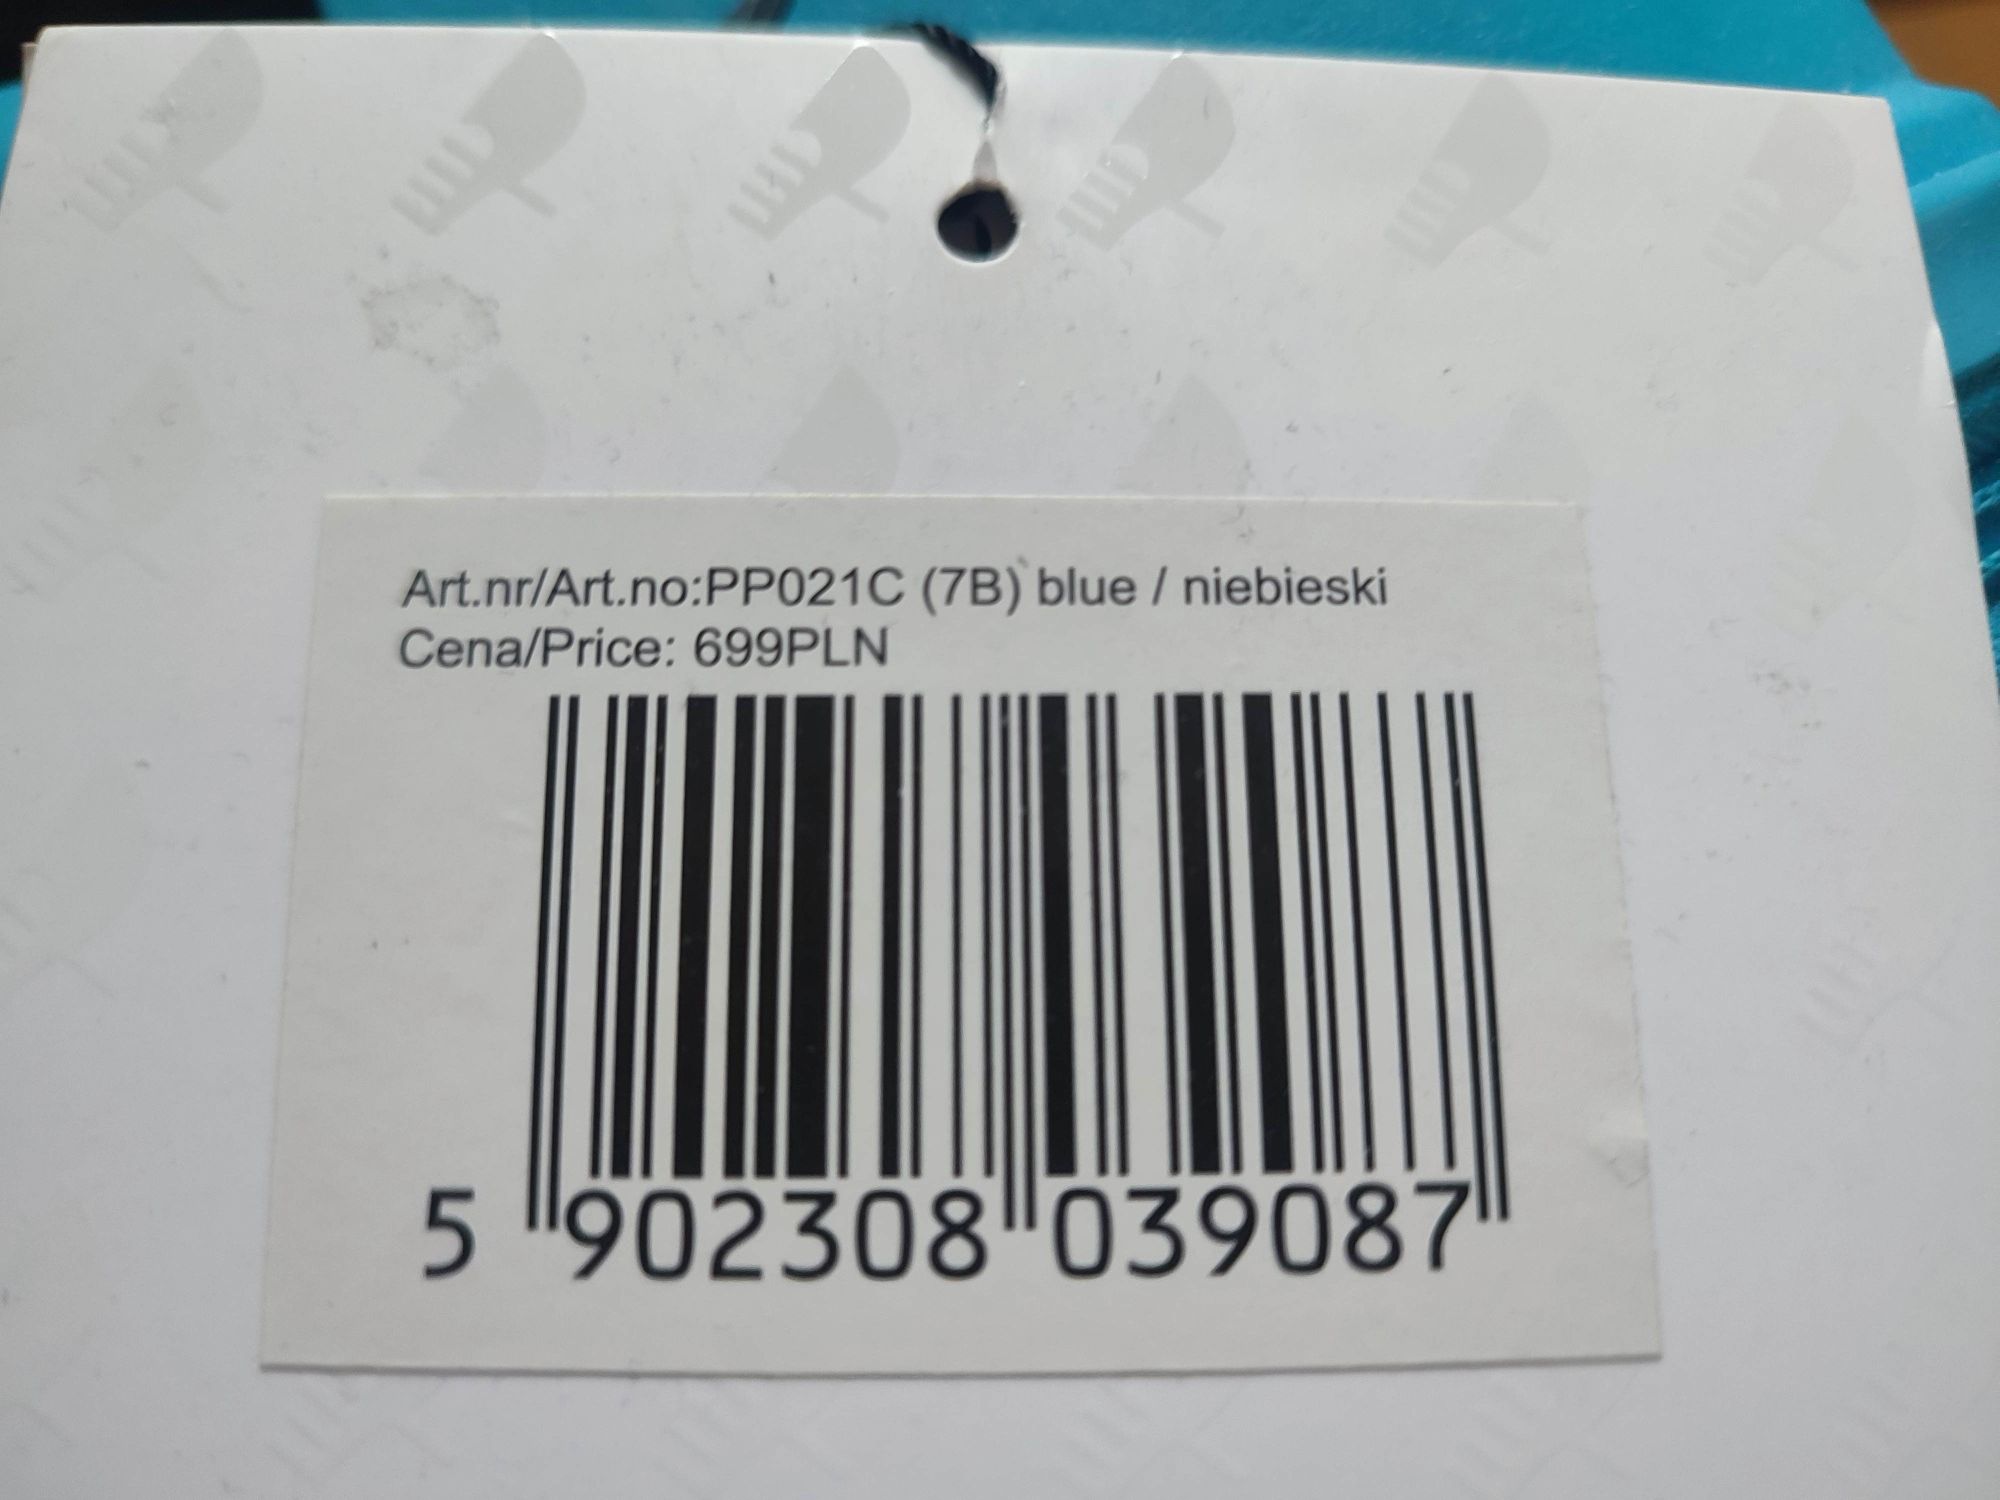 Art.nr/Art.no:PP021C (7B) blue / niebieski
Cena/Price: 699PLN
5 902308 039087